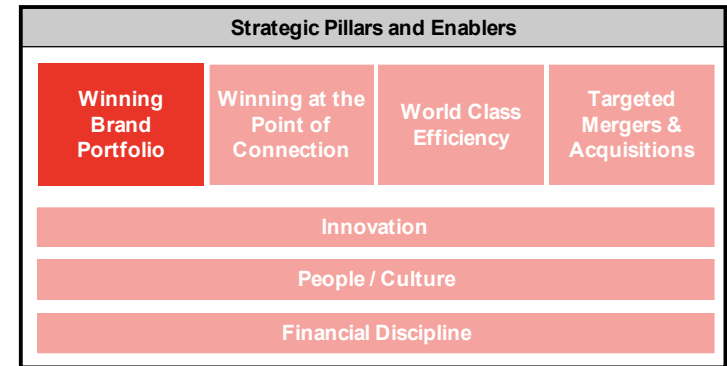 Strategic Pillars and Enablers
Winning
Brand
Portfolio
Winning at the
Point of
Connection
World Class
Efficiency
Targeted
Mergers &
Acquisitions
Innovation
People / Culture
Financial Discipline